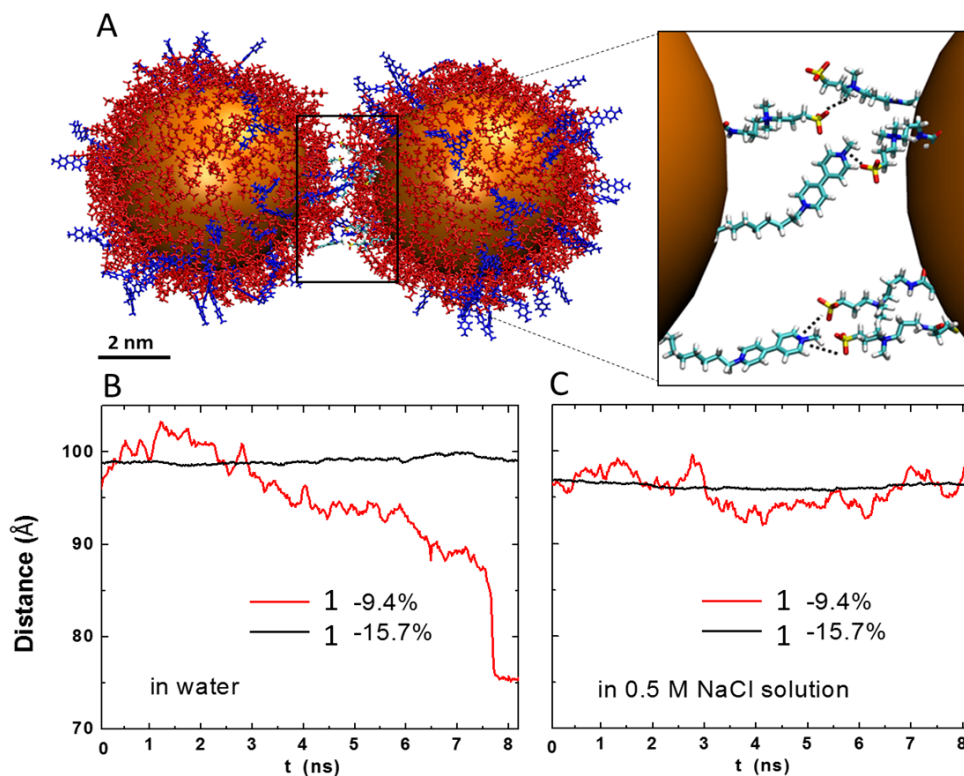 A
2 nm
B
C
Distance (Å)
100
90
80
70
1 -9.4%
1 -15.7%
in water
0 1 2 3 4 5 6 7 8
t (ns)
1 -9.4%
1 -15.7%
in 0.5 M NaCl solution
0 1 2 3 4 5 6 7 8
t (ns)